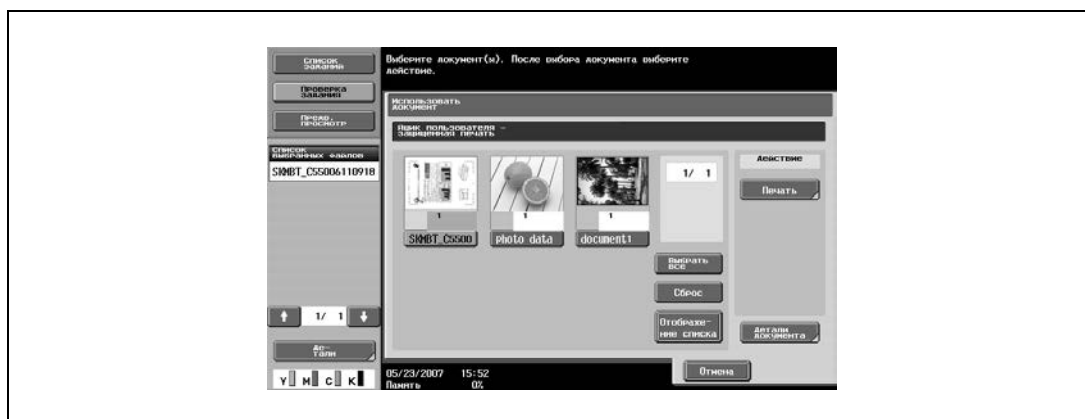 Список
задания
Проверка
задания
Предв.
просмотр
Список
выбранных файлов
SKMBT_C55006110918
1/ 1
Де-
тали
Y M C K
Выберите документ(ы). После выбора документа выберите
действие.
Использовать
документ
Ящик пользователя –
защищенная печать
1
SKMBT_C5500
1
photo data
1
document1
1/ 1
Выбрать
все
Сброс
Отображе-
ние списка
Действие
Печать
Детали
документа
05/23/2007 15:52
Память 0%
Отмена